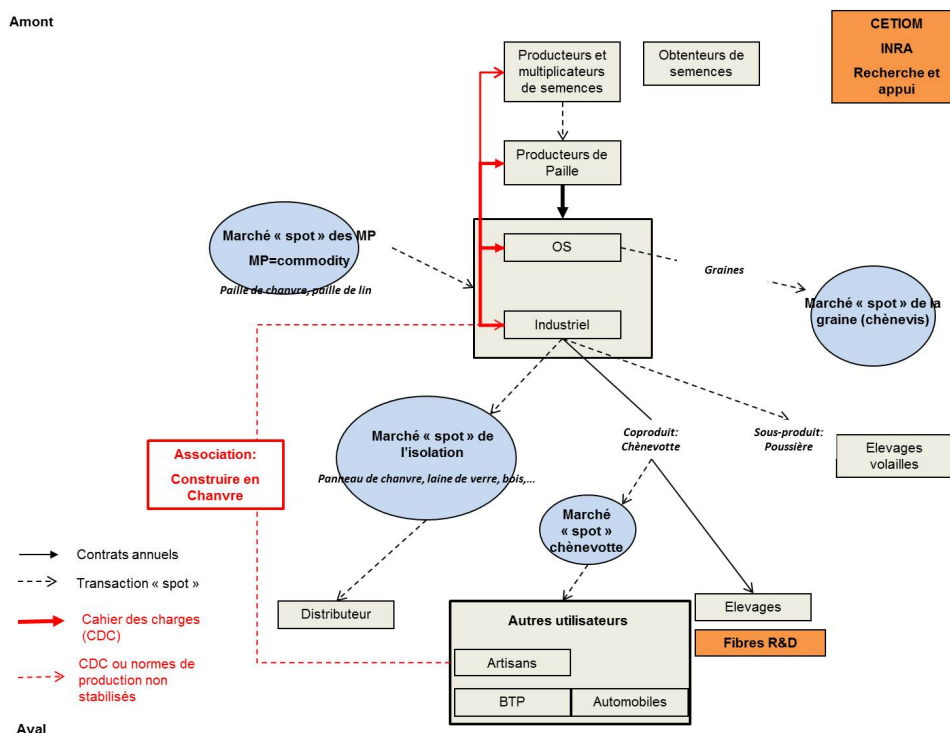 Amont
CETIOM
INRA
Recherche et
appui
Producteurs et
multiplicateurs
de semences
Obtenteurs de
semences
Producteurs de
Paille
Marché « spot » des MP
MP=commodity
Paille de chanvre, paille de lin
OS
Graines
Marché « spot » de la
graine (chènevis)
Industriel
Marché « spot » de
l'isolation
Panneau de chanvre, laine de verre, bois,...
Coproduit:
Chènevotte
Sous-produit:
Poussière
Elevages
volailles
Association:
Construire en
Chanvre
Marché
« spot »
chènevotte
Contrats annuels
Transaction « spot »
Cahier des charges
(CDC)
CDC ou normes de
production non
stabilisés
Distributeur
Autres utilisateurs
Artisans
BTP
Automobiles
Elevages
Fibres R&D
Aval